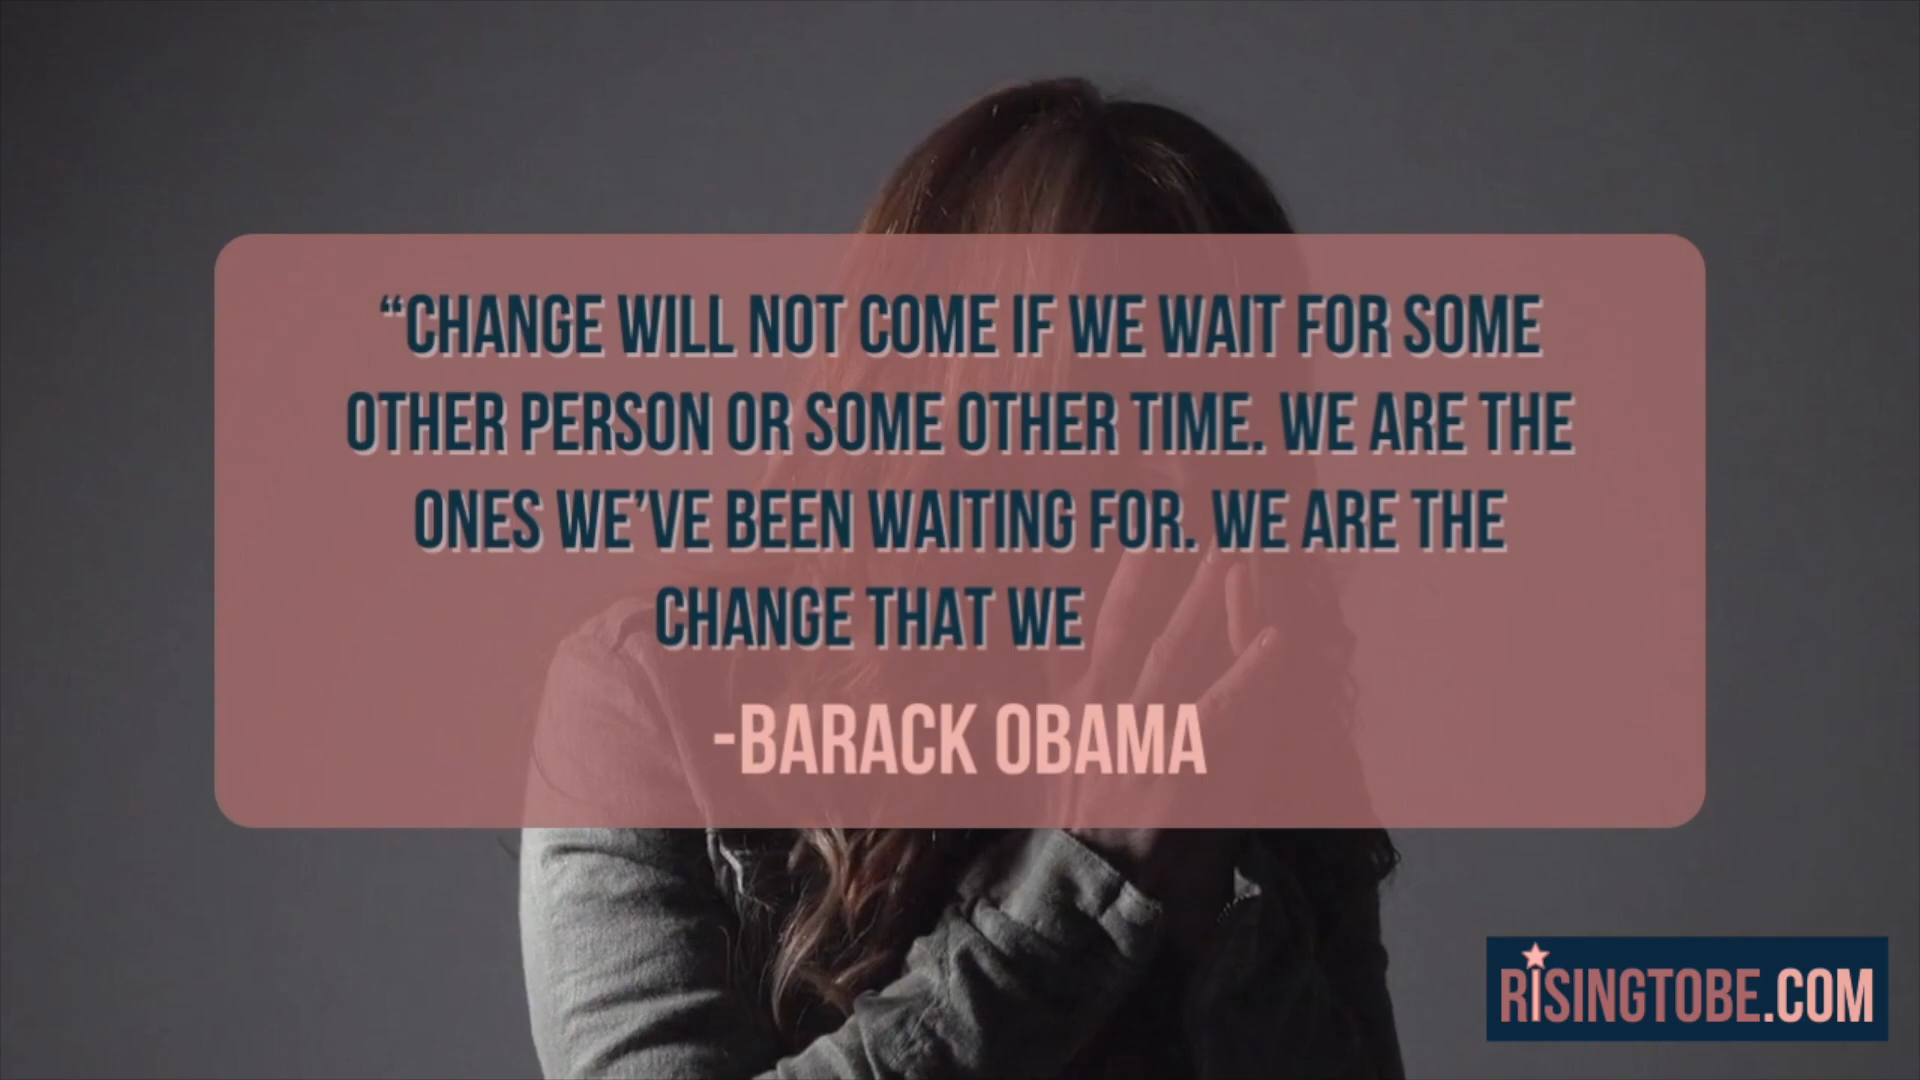 “CHANGE WILL NOT COME IF WE WAIT FOR SOME
OTHER PERSON OR SOME OTHER TIME. WE ARE THE
ONES WE’VE BEEN WAITING FOR. WE ARE THE
CHANGE THAT WE
-BARACK OBAMA
RISINGTOBE.COM